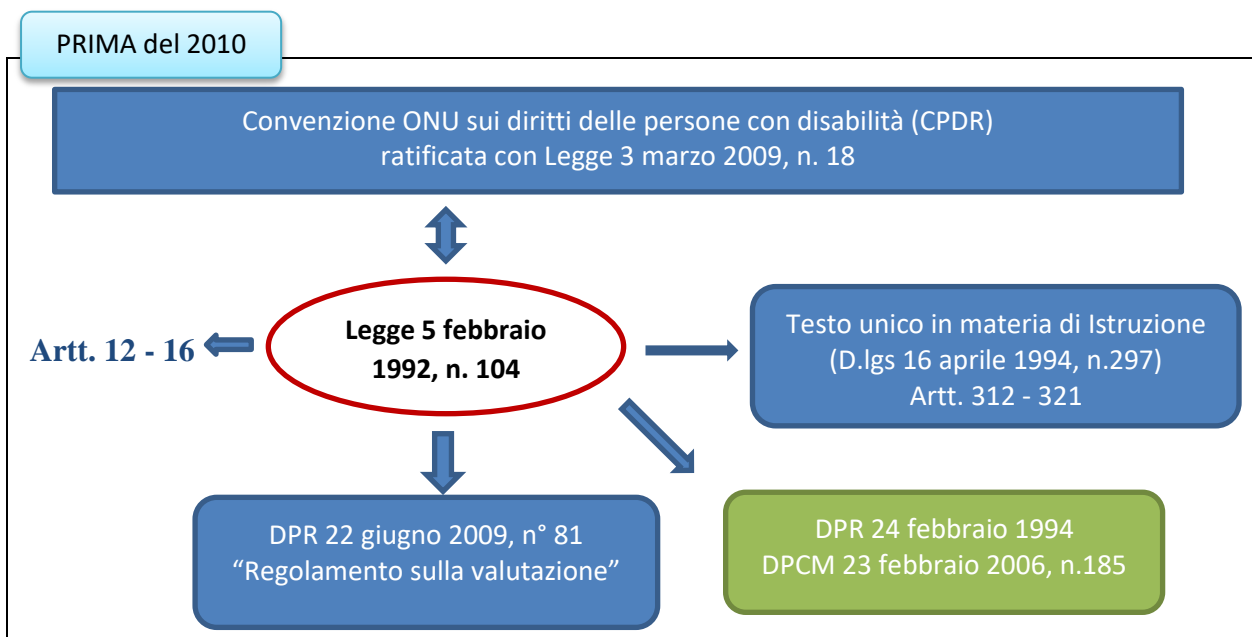 PRIMA del 2010
Convenzione ONU sui diritti delle persone con disabilità (CPDR)
ratificata con Legge 3 marzo 2009, n. 18
Artt. 12 - 16
Legge 5 febbraio
1992, n. 104
Testo unico in materia di Istruzione
(D.lgs 16 aprile 1994, n.297)
Artt. 312 - 321
DPR 22 giugno 2009, n° 81
“Regolamento sulla valutazione”
DPR 24 febbraio 1994
DPCM 23 febbraio 2006, n.185